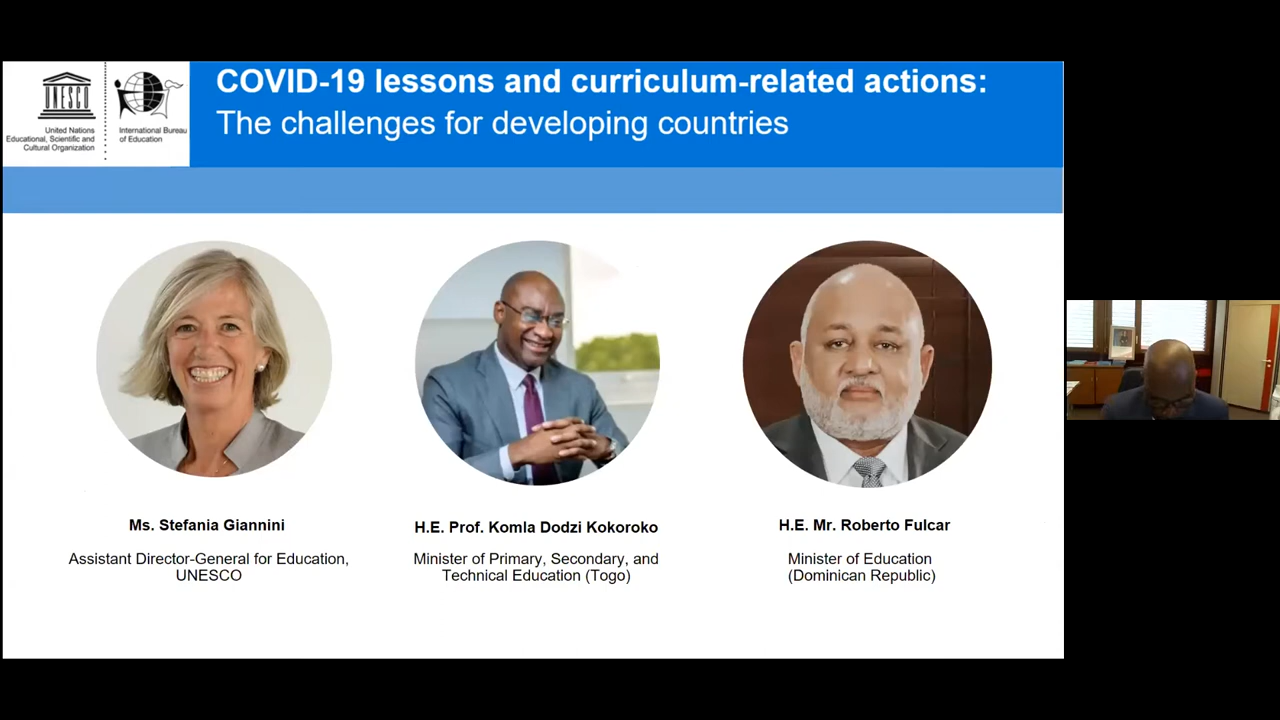 COVID-19 lessons and curriculum-related actions:
The challenges for developing countries
UNESCO
United Nations
Educational, Scientific and
Cultural Organization
International Bureau
of Education
Ms. Stefania Giannini
Assistant Director-General for Education,
UNESCO
H.E. Prof. Komla Dodzi Kokoroko
Minister of Primary, Secondary, and
Technical Education (Togo)
H.E. Mr. Roberto Fulcar
Minister of Education
(Dominican Republic)